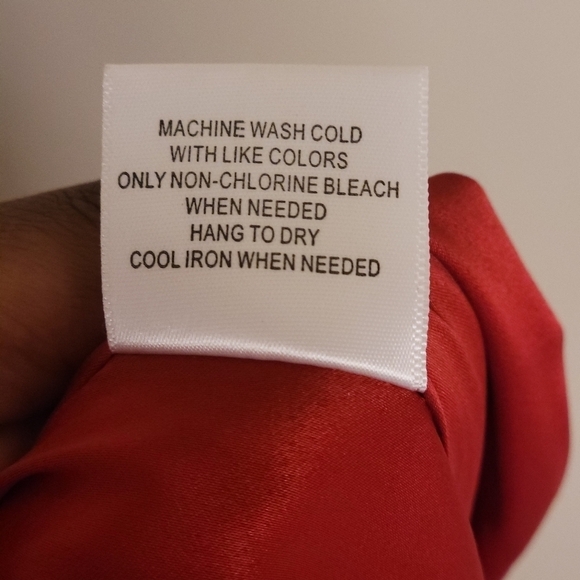 MACHINE WASH COLD
WITH LIKE COLORS
ONLY NON-CHLORINE BLEACH
WHEN NEEDED
HANG TO DRY
COOL IRON WHEN NEEDED